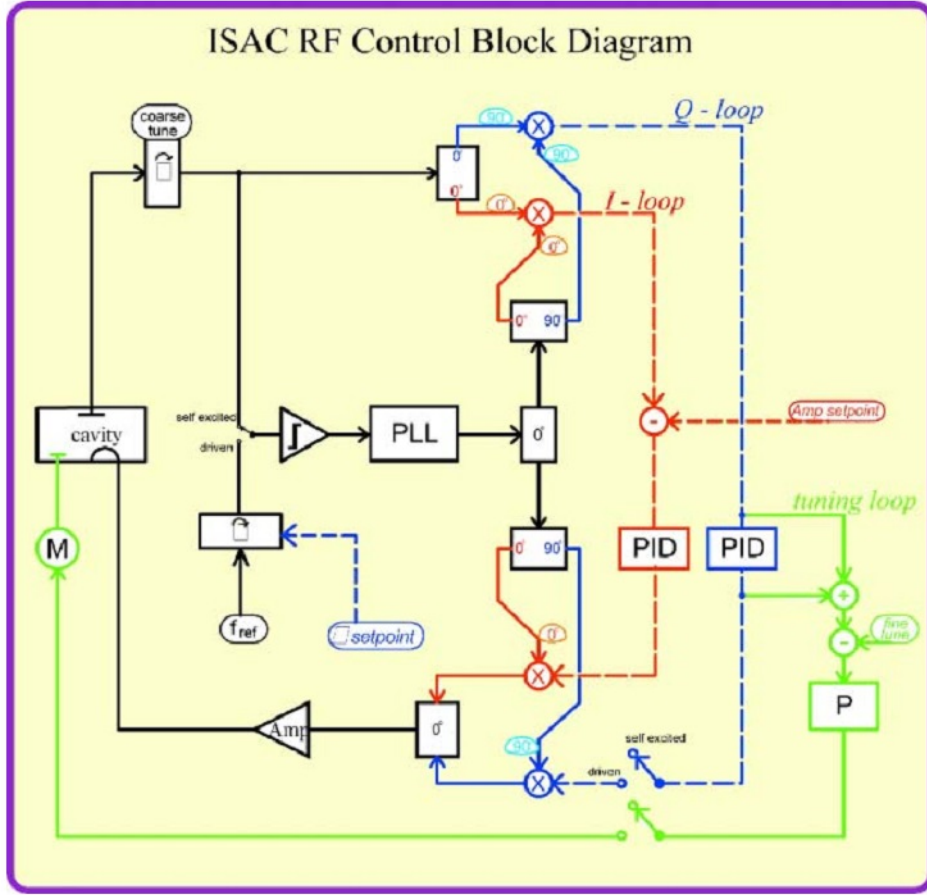 ISAC RF Control Block Diagram
coarse
tune
90°
X
Q - loop
0°
90°
0°
0°
X
I - loop
0°
0°
90°
cavity
self excited
driven
PLL
0°
-
Amp setpoint
tuning loop
M
0°
90°
PID
PID
+
f ref
setpoint
0°
-
fine
tune
X
P
Amp
0°
90°
X
driven
self excited